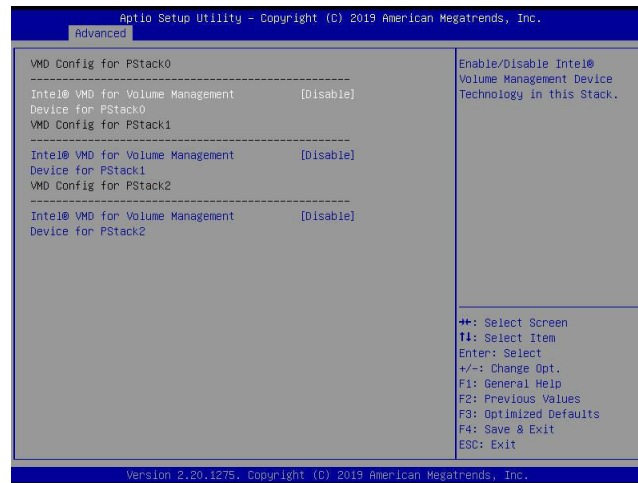 Aptio Setup Utility – Copyright (C) 2019 American Megatrends, Inc.
Advanced
VMD Config for PStack0
--------------------------------------------------
Intel® VMD for Volume Management [Disable]
Device for PStack0
VMD Config for PStack1
--------------------------------------------------
Intel® VMD for Volume Management [Disable]
Device for PStack1
VMD Config for PStack2
--------------------------------------------------
Intel® VMD for Volume Management [Disable]
Device for PStack2
Enable/Disable Intel®
Volume Management Device
Technology in this Stack.
→←: Select Screen
↑↓: Select Item
Enter: Select
+/-: Change Opt.
F1: General Help
F2: Previous Values
F3: Optimized Defaults
F4: Save & Exit
ESC: Exit
Version 2.20.1275. Copyright (C) 2019 American Megatrends, Inc.